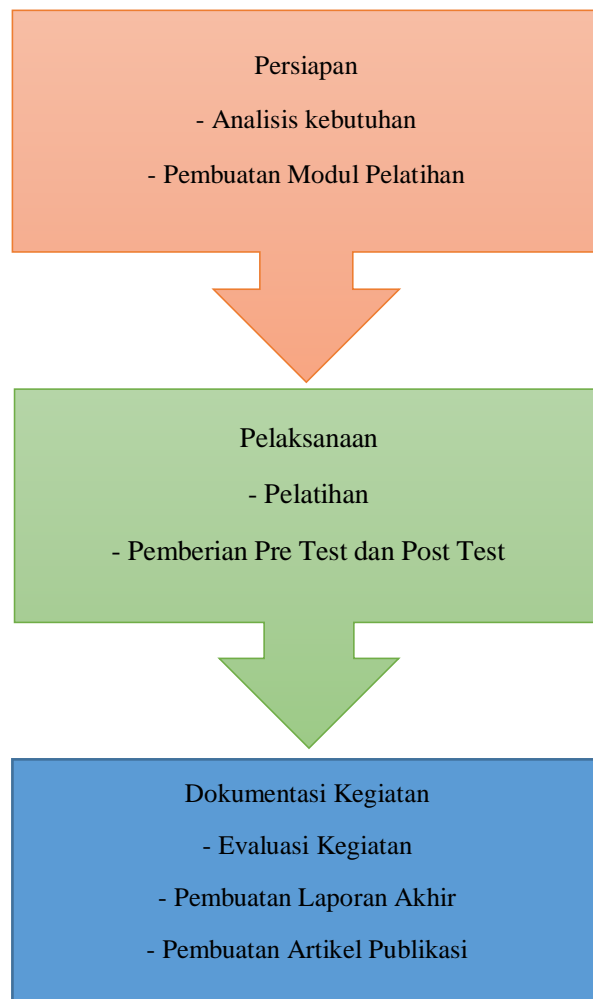 Persiapan
- Analisis kebutuhan
- Pembuatan Modul Pelatihan
Pelaksanaan
- Pelatihan
- Pemberian Pre Test dan Post Test
Dokumentasi Kegiatan
- Evaluasi Kegiatan
- Pembuatan Laporan Akhir
- Pembuatan Artikel Publikasi